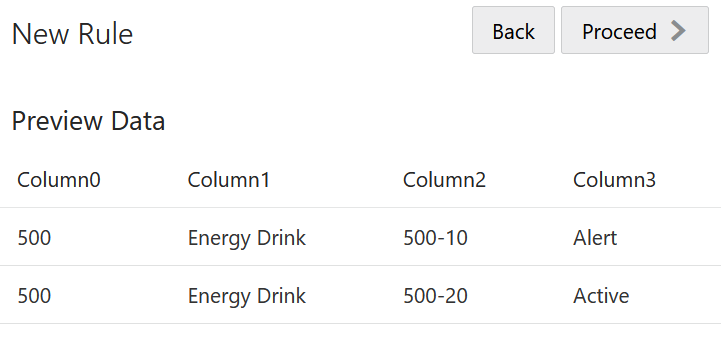 New Rule Back Proceed
Preview Data
Column0 Column1 Column2 Column3
500 Energy Drink 500-10 Alert
500 Energy Drink 500-20 Active